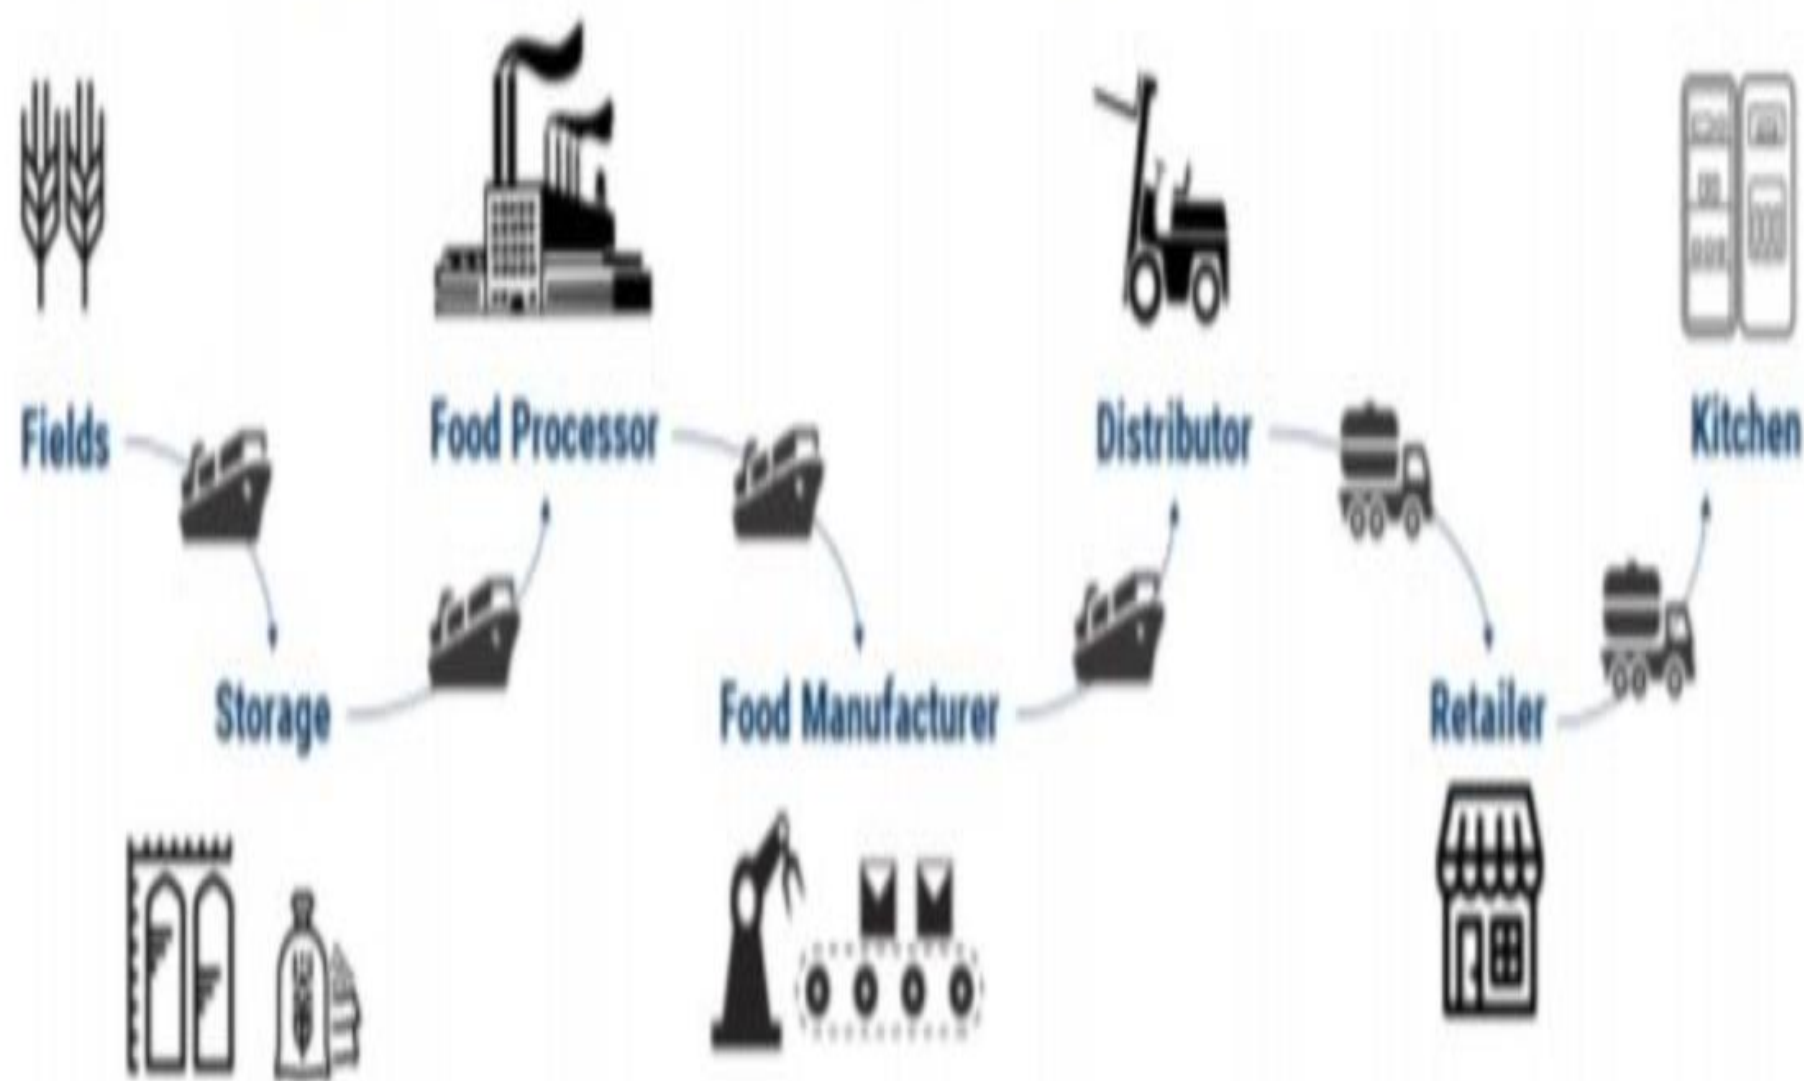 Fields
Storage
Food Processor
Food Manufacturer
Distributor
Retailer
Kitchen